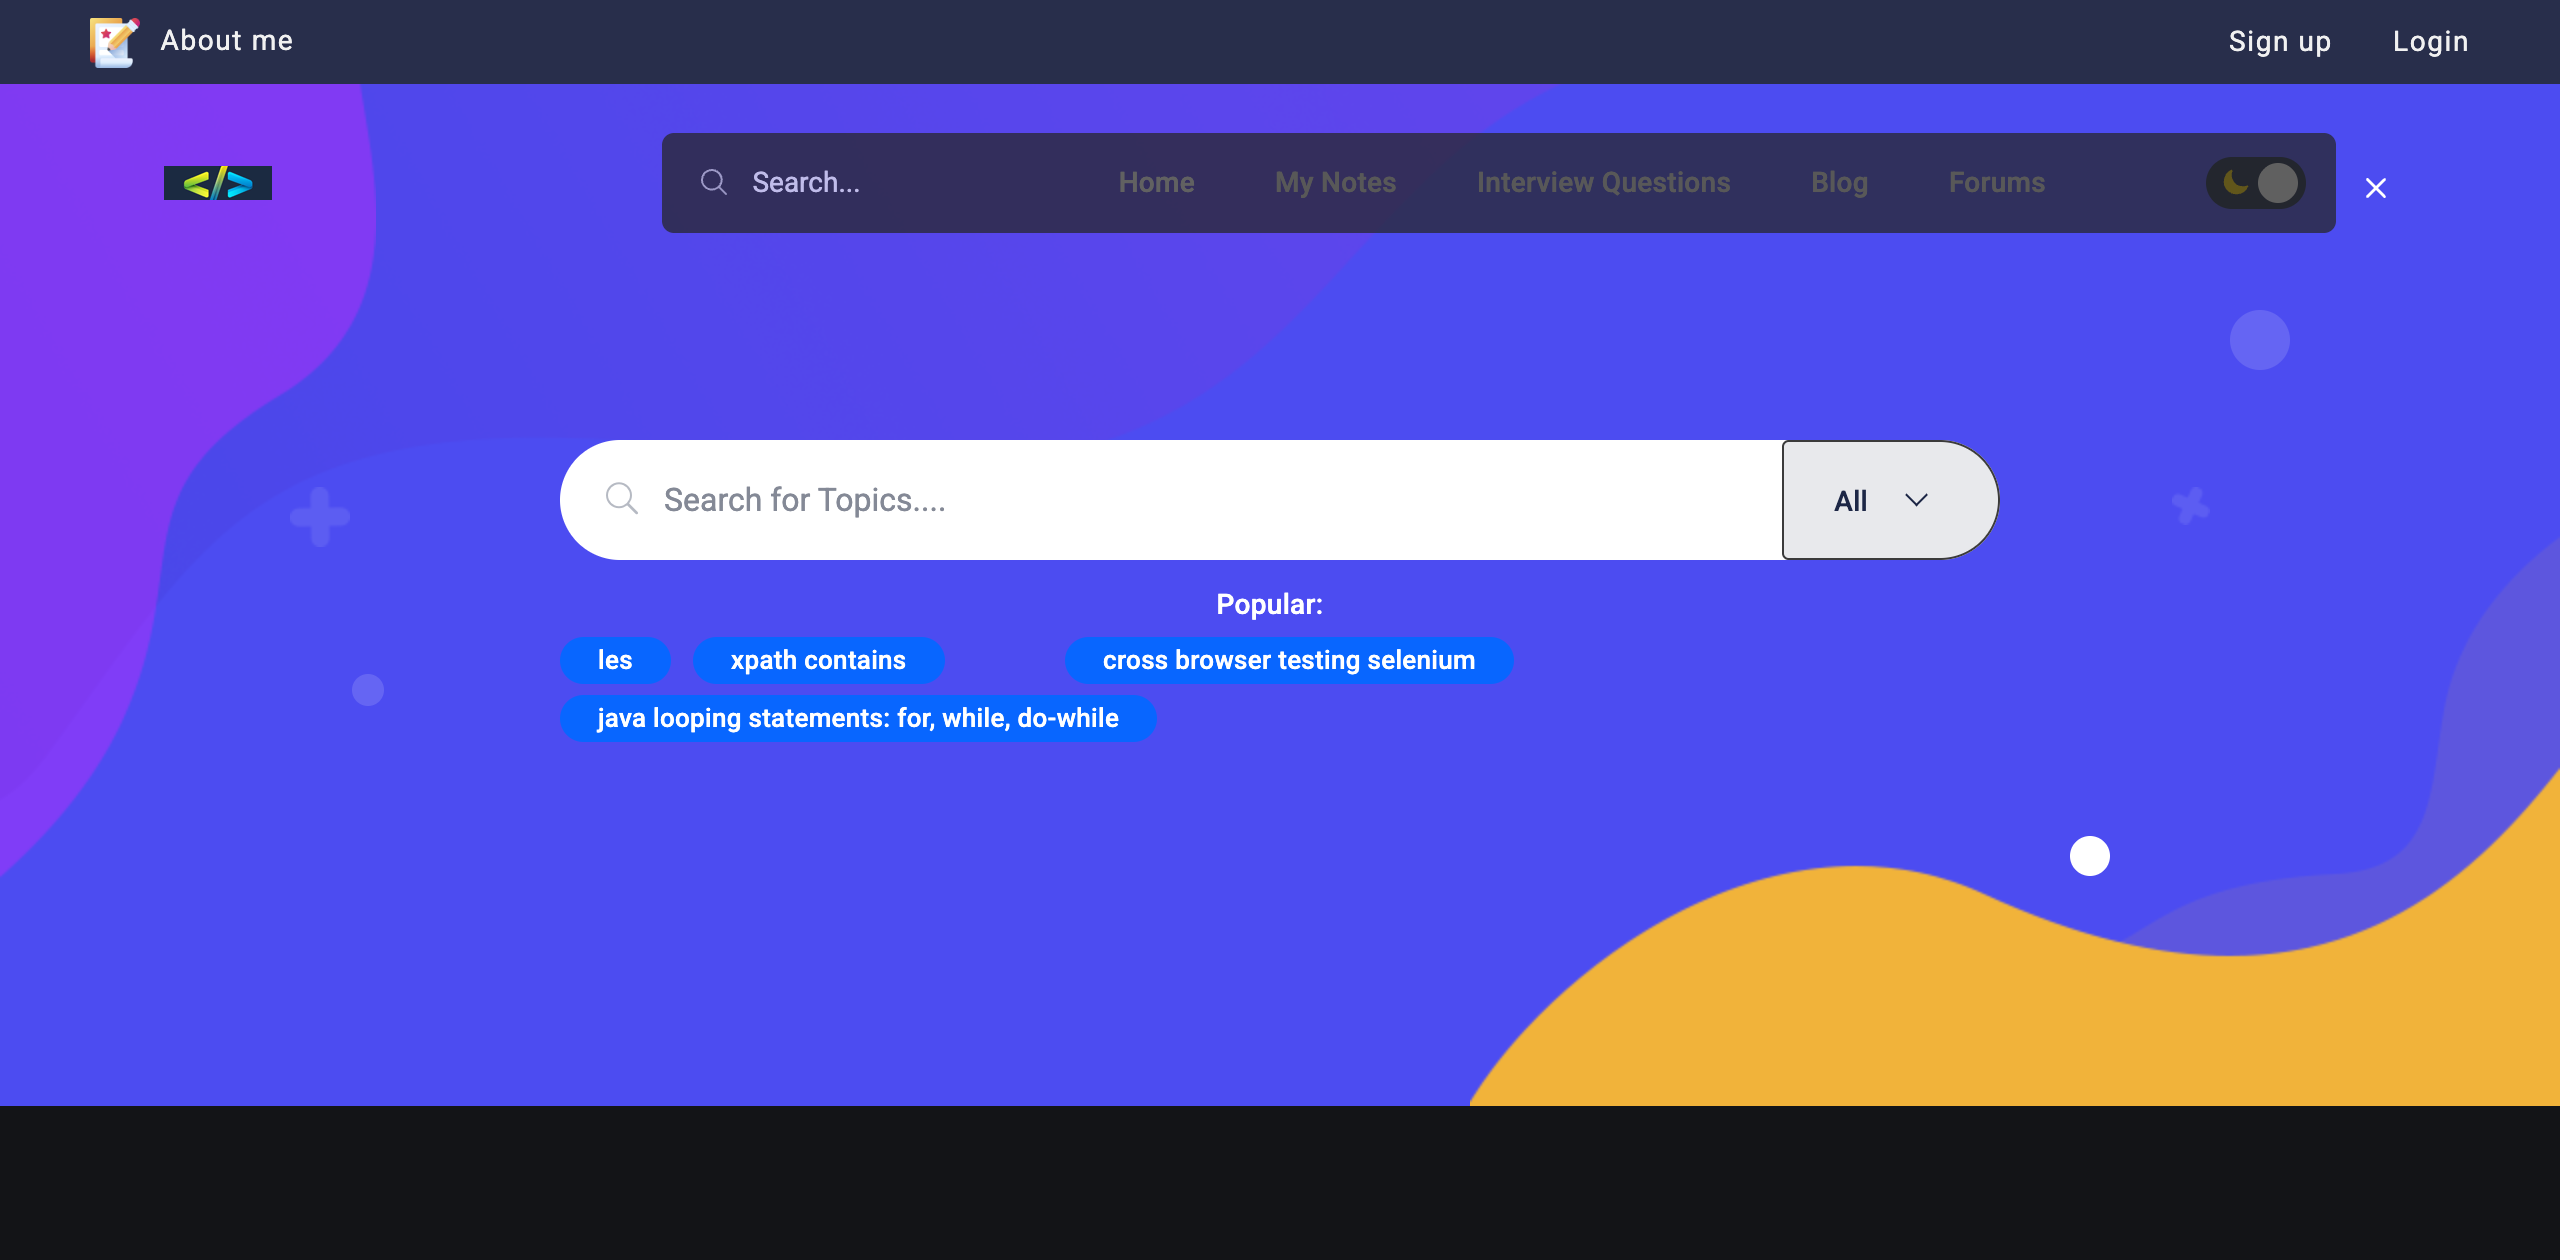 About me
Sign up
Login
</>
Search...
Home
My Notes
Interview Questions
Blog
Forums
Search for Topics....
All
Popular:
les
xpath contains
cross browser testing selenium
java looping statements: for, while, do-while